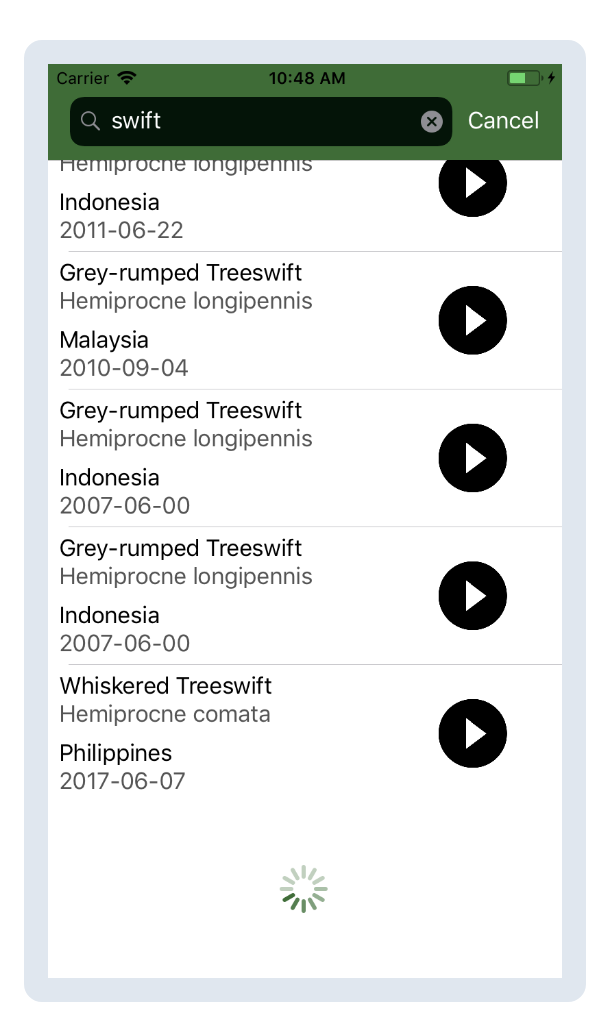 Carrier 10:48 AM
swift Cancel
Hemiprocne longipennis
Indonesia
2011-06-22
Grey-rumped Treeswift
Hemiprocne longipennis
Malaysia
2010-09-04
Grey-rumped Treeswift
Hemiprocne longipennis
Indonesia
2007-06-00
Grey-rumped Treeswift
Hemiprocne longipennis
Indonesia
2007-06-00
Whiskered Treeswift
Hemiprocne comata
Philippines
2017-06-07